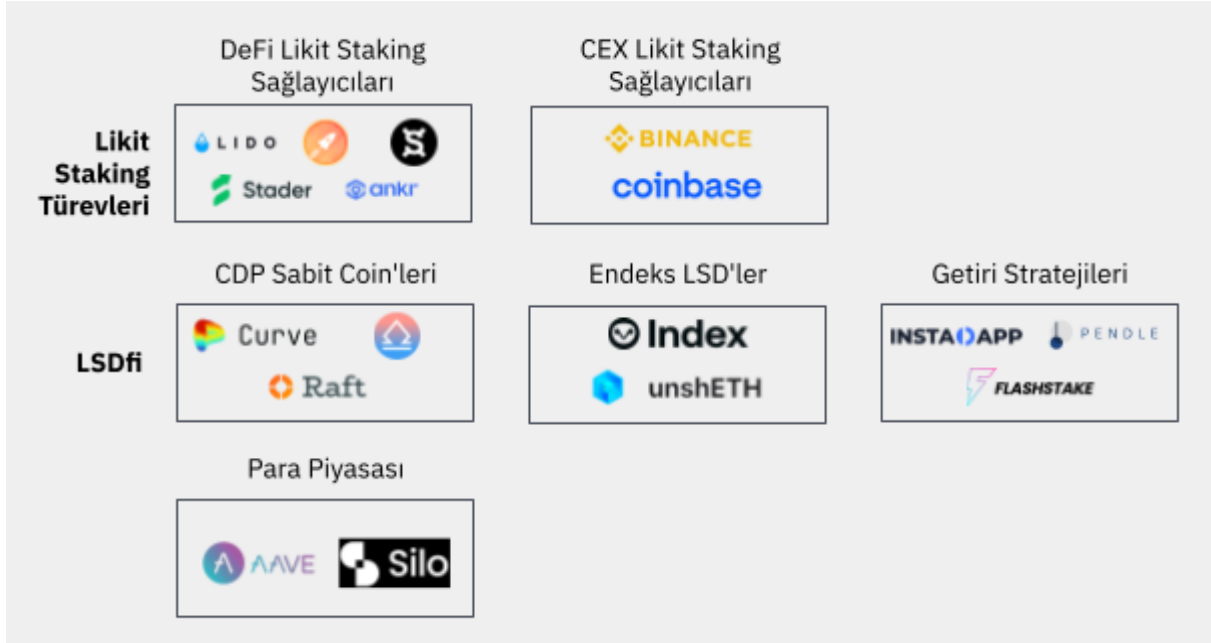 DeFi Likit Staking
Sağlayıcıları
CEX Likit Staking
Sağlayıcıları
Likit
Staking
Türevleri
LIDO
Stader
ankr
BINANCE
coinbase
CDP Sabit Coin'leri
Endeks LSD'ler
Getiri Stratejileri
LSDfi
Curve
Raft
Index
unshETH
INSTADAPP
PENDLE
FLASHSTAKE
Para Piyasası
AAVE
Silo